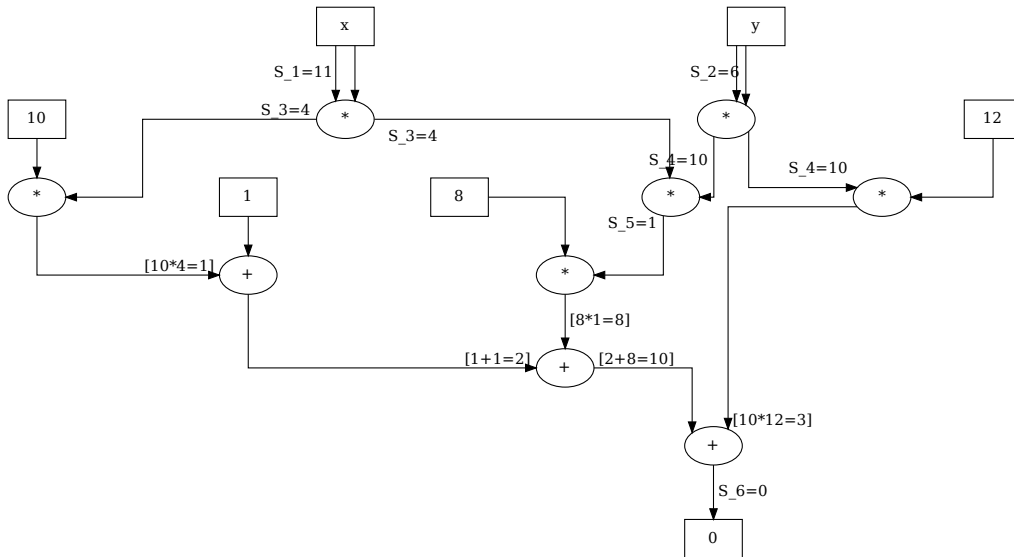 x
y
S_1=11
S_2=6
10
S_3=4
*
S_3=4
*
12
S_4=10
S_4=10
*
1
8
*
*
S_5=1
[10*4=1]
+
*
[8*1=8]
[1+1=2]
+
[2+8=10]
[10*12=3]
+
S_6=0
0